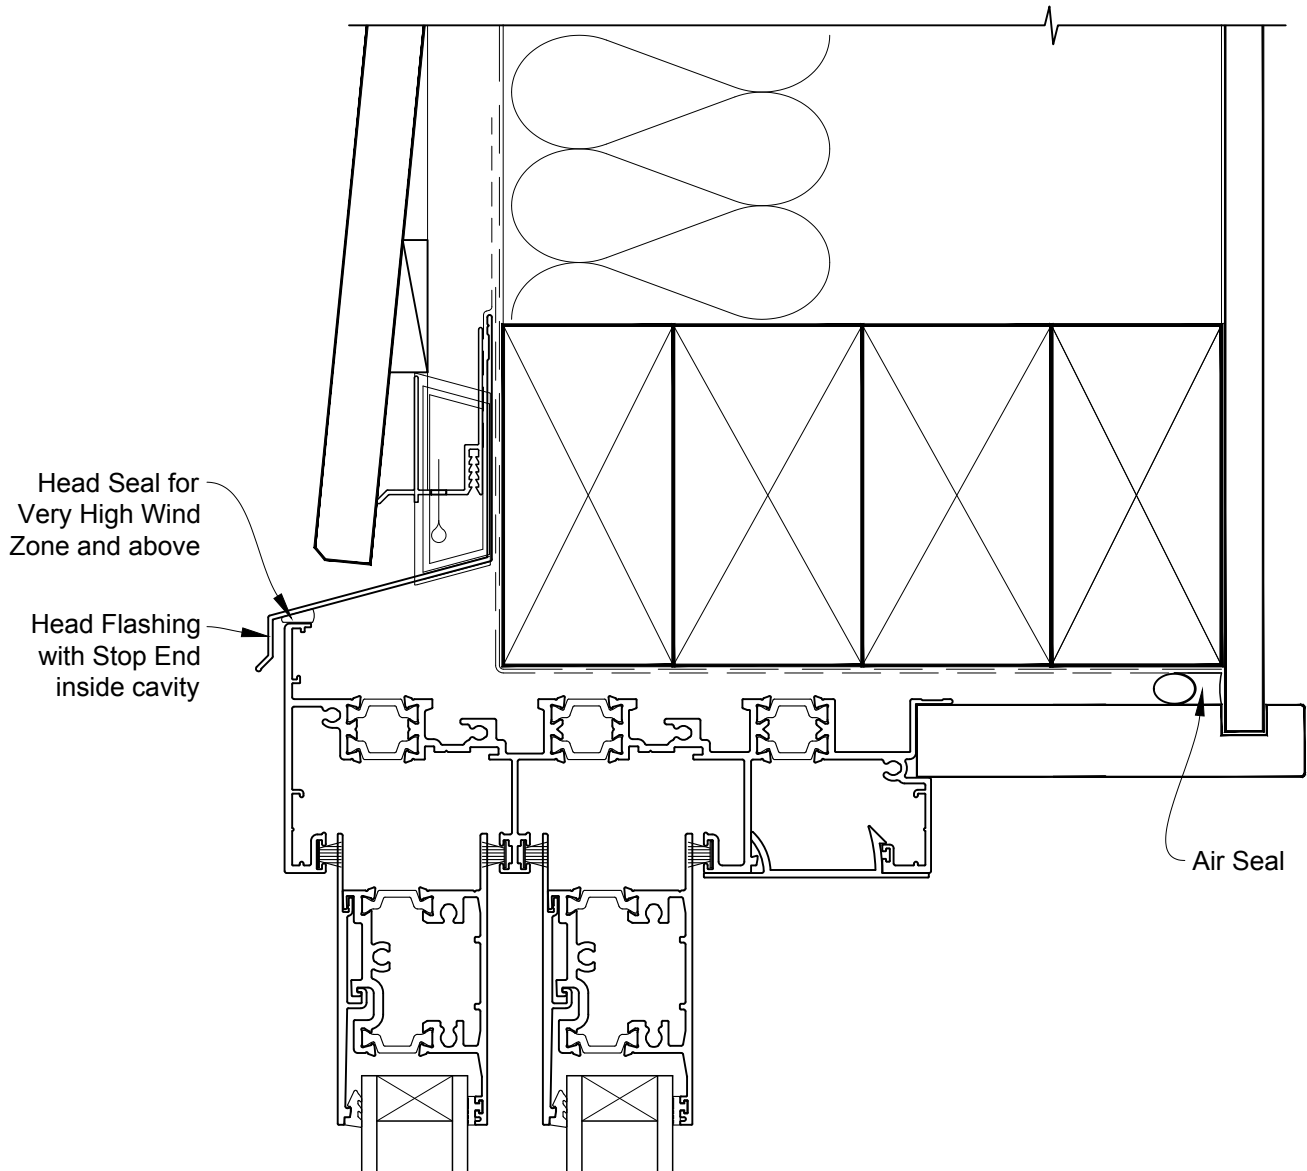 Head Seal for
Very High Wind
Zone and above
Head Flashing
with Stop End
inside cavity
Air Seal